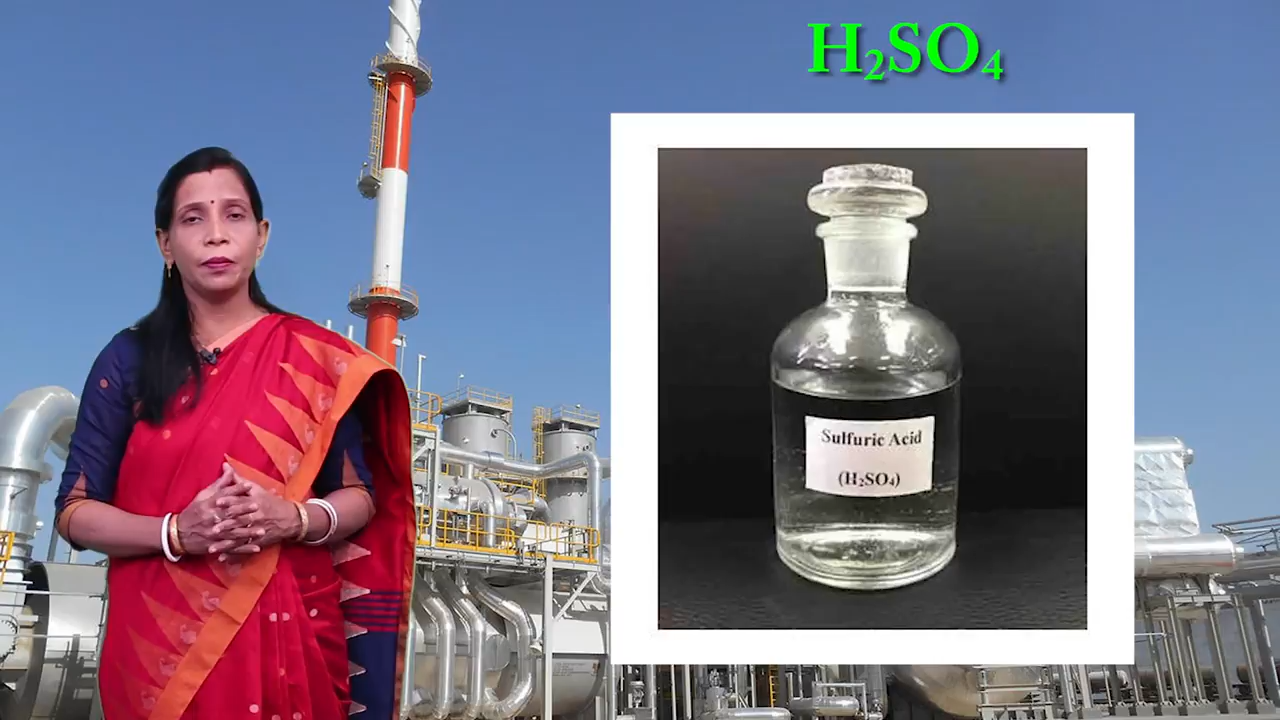 H₂SO₄
Sulfuric Acid
(H₂SO₄)